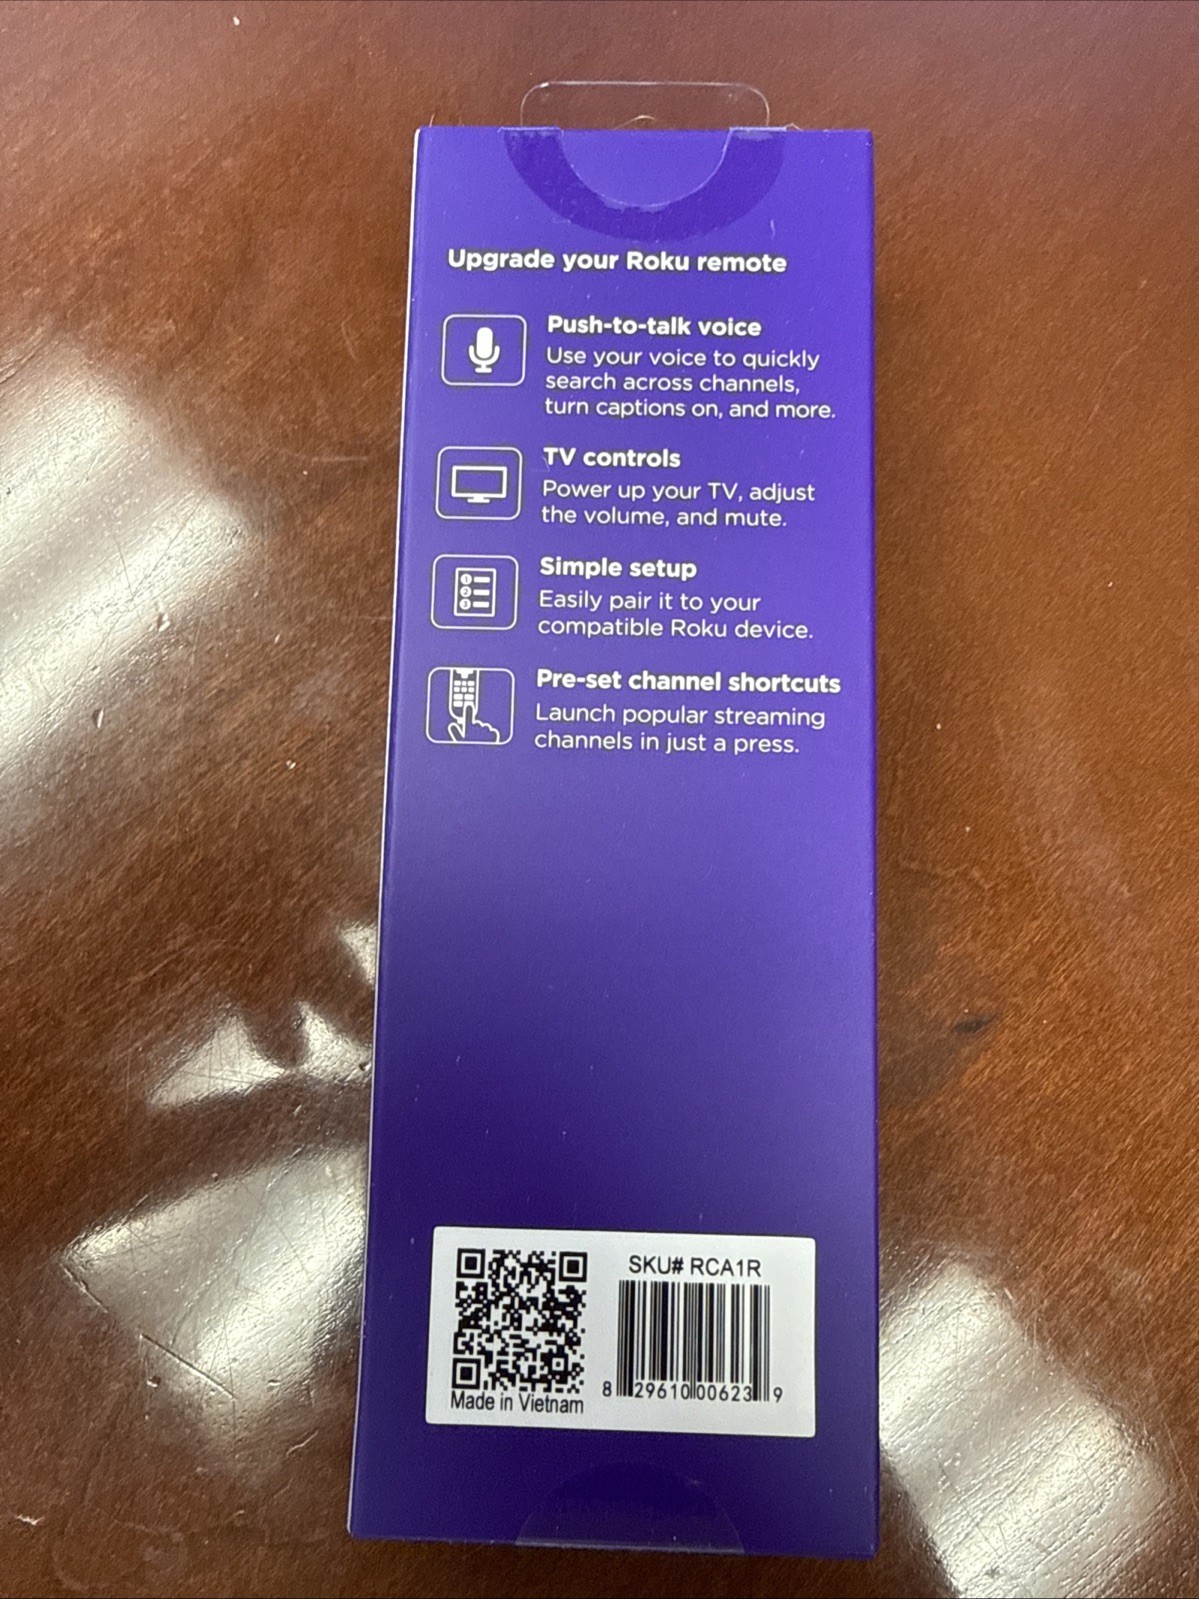 Upgrade your Roku remote
Push-to-talk voice
Use your voice to quickly
search across channels,
turn captions on, and more.
TV controls
Power up your TV, adjust
the volume, and mute.
Simple setup
1
2
3
Easily pair it to your
compatible Roku device.
Pre-set channel shortcuts
Launch popular streaming
channels in just a press.
SKU# RCA1R
Made in Vietnam
8 29610 00623 9